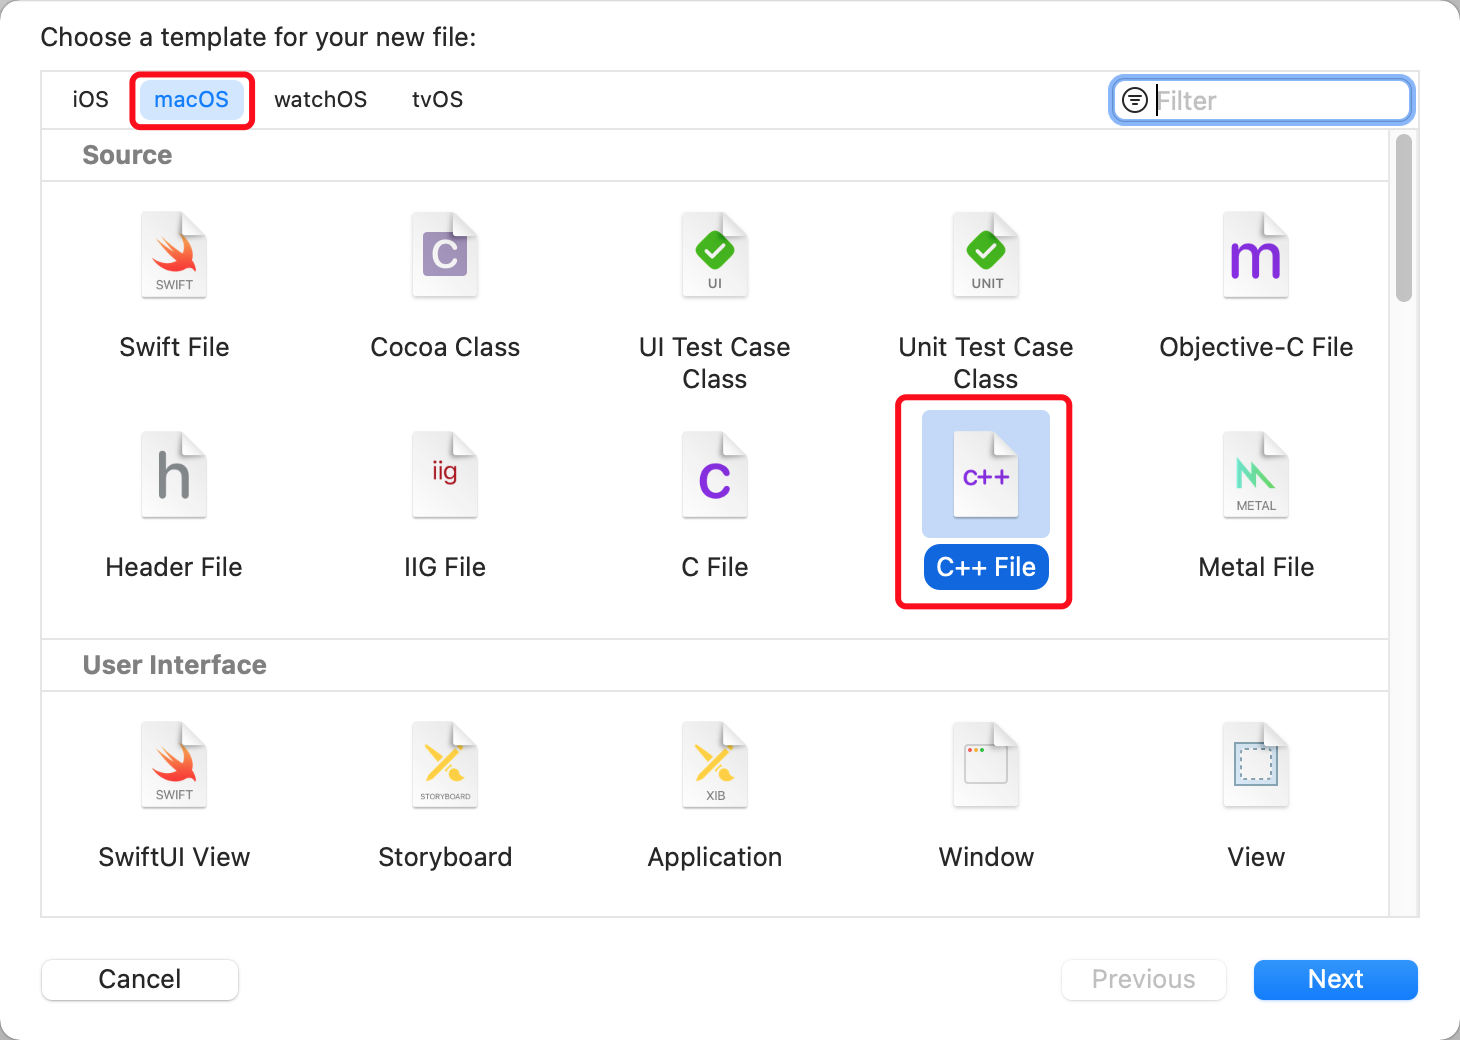 Choose a template for your new file:
iOS macOS watchOS tvOS Filter
Source
SWIFT C UI UNIT m
Swift File Cocoa Class UI Test Case Class Unit Test Case Class Objective-C File
h iig C C++ METAL
Header File IIG File C File C++ File Metal File
User Interface
SWIFT STORYBOARD XIB
SwiftUI View Storyboard Application Window View
Cancel Previous Next